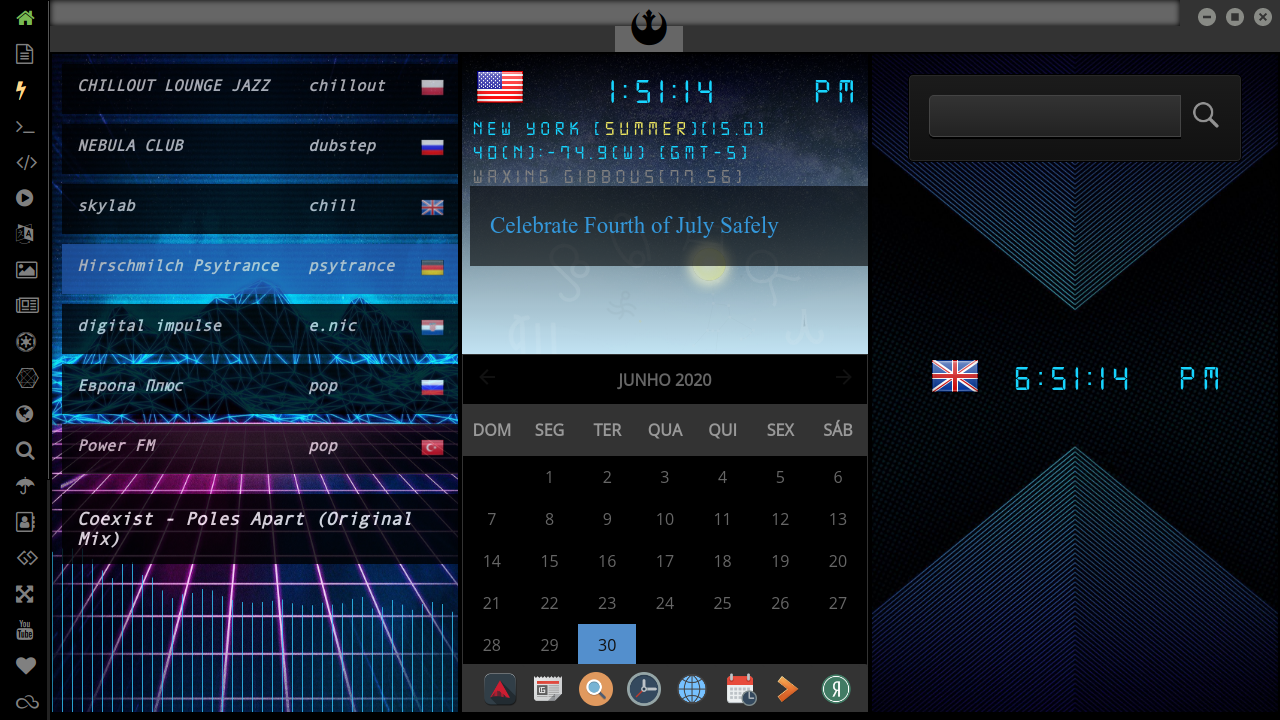 CHILLOUT LOUNGE JAZZ chillout
NEBULA CLUB dubstep
skylab chill
Hirschmilch Psytrance psytrance
digital impulse e.nic
Европа Плюс pop
Power FM pop
Coexist - Poles Apart (Original
Mix)
1:51:14 PM
NEW YORK (SUMMER)(15.0)
40(N):-74.9(W) (GMT-5)
WAXING GIBBOUS(77.56)
Celebrate Fourth of July Safely
JUNHO 2020
DOM SEG TER QUA QUI SEX SÁB
1 2 3 4 5 6
7 8 9 10 11 12 13
14 15 16 17 18 19 20
21 22 23 24 25 26 27
28 29 30
6:51:14 PM
You
Tube
Я